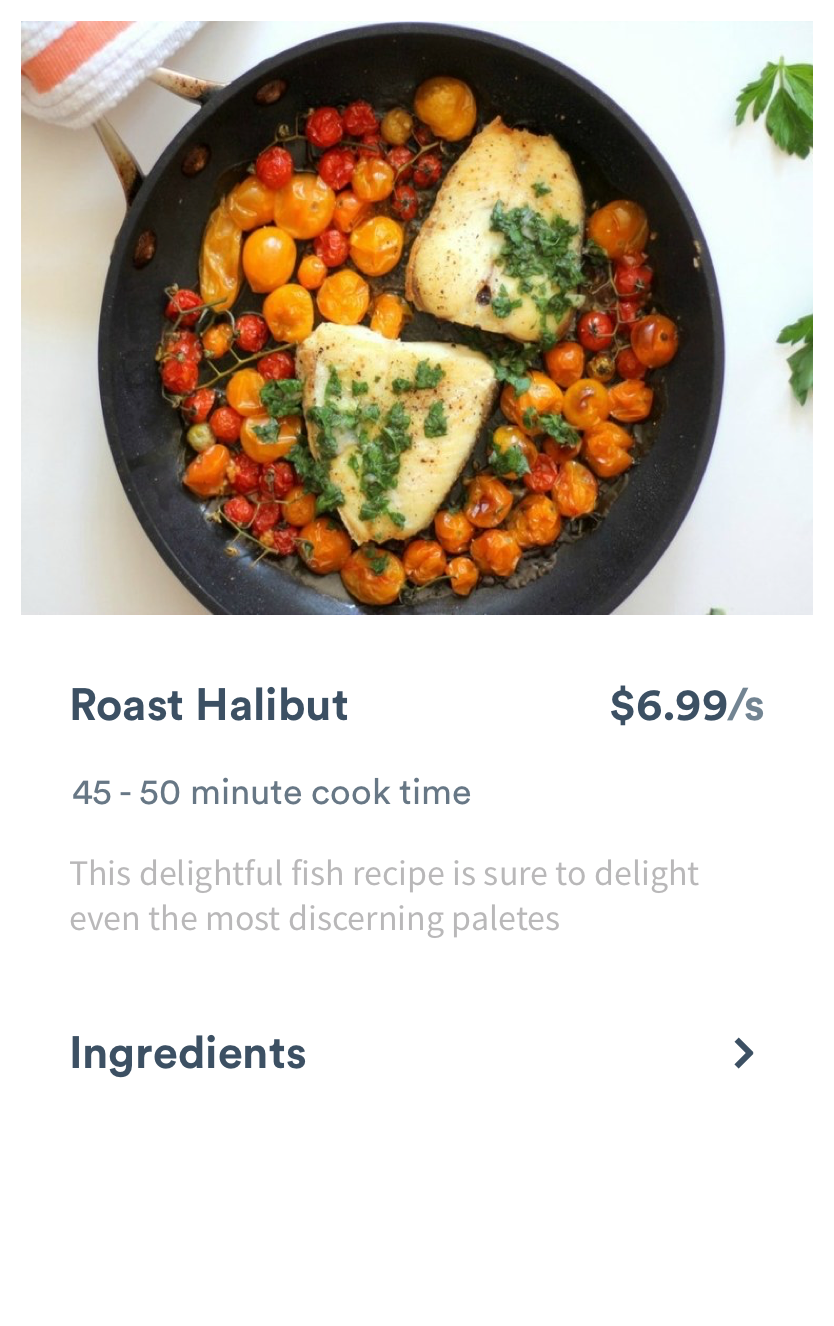 Roast Halibut $6.99/s
45 - 50 minute cook time
This delightful fish recipe is sure to delight
even the most discerning paletes
Ingredients